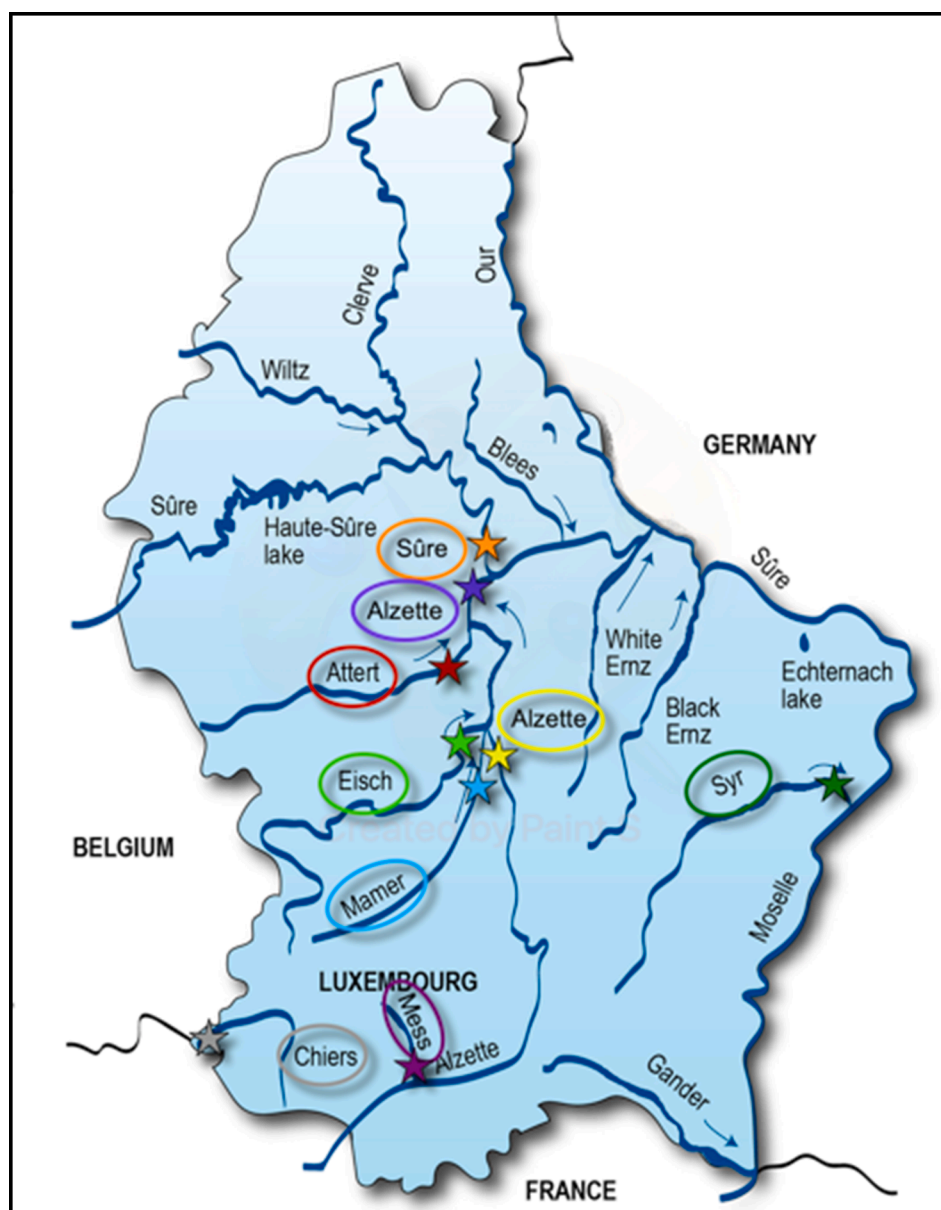 Our
Clerve
Wiltz
GERMANY
Blees
Sûre
Haute-Sûre
lake
Sûre
Sûre
Alzette
White
Ernz
Echternach
lake
Attert
Alzette
Black
Ernz
Eisch
Syr
Created by Paint S
BELGIUM
Mamer
Moselle
LUXEMBOURG
Mess
Chiers
Alzette
Gander
FRANCE